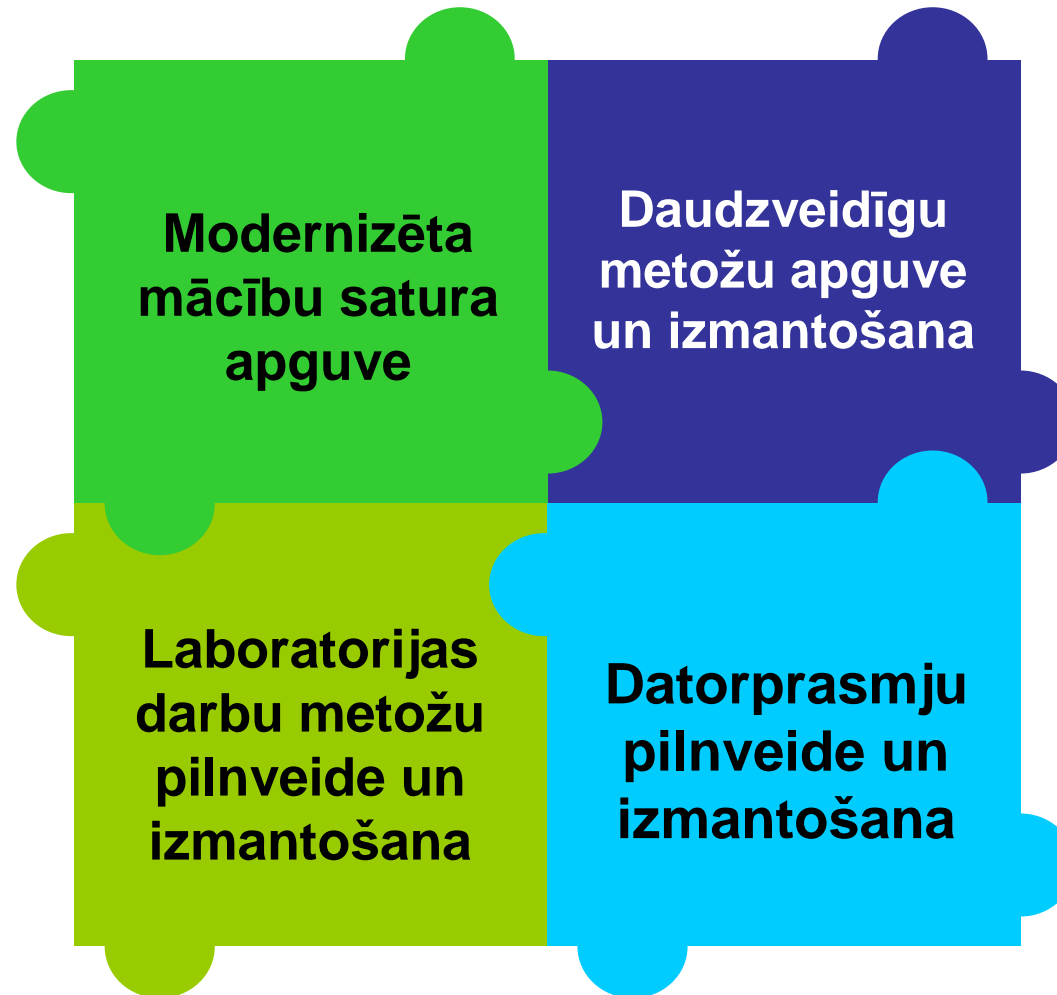 Modernizēta
mācību satura
apguve
Daudzveidīgu
metožu apguve
un izmantošana
Laboratorijas
darbu metožu
pilnveide un
izmantošana
Datorprasmju
pilnveide un
izmantošana